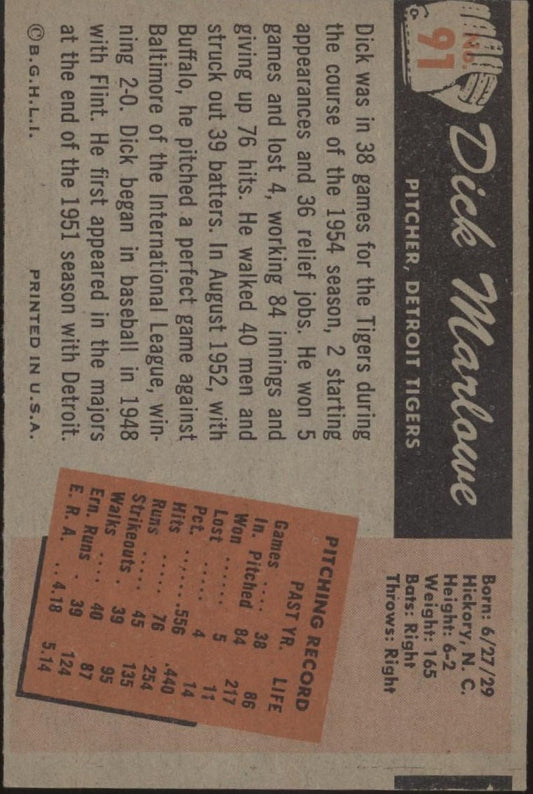 No.
91
Dick Marlowe
PITCHER, DETROIT TIGERS
Born: 6/27/29
Hickory, N. C.
Height: 6-2
Weight: 165
Bats: Right
Throws: Right
Dick was in 38 games for the Tigers during
the course of the 1954 season, 2 starting
appearances and 36 relief jobs. He won 5
games and lost 4, working 84 innings and
giving up 76 hits. He walked 40 men and
struck out 39 batters. In August 1952, with
Buffalo, he pitched a perfect game against
Baltimore of the International League, win-
ning 2-0. Dick began in baseball in 1948
with Flint. He first appeared in the majors
at the end of the 1951 season with Detroit.
© B.G.H.L.I. PRINTED IN U.S.A.
PITCHING RECORD
PAST YR. LIFE
Games .... 38 86
In. Pitched 84 217
Won ...... 5 11
Lost ..... 4 14
Pct. ......556 .440
Hits ..... 76 254
Runs .... 45 135
Strikeouts . 39 95
Walks .... 40 87
Ern. Runs . 39 124
E. R. A. .. 4.18 5.14